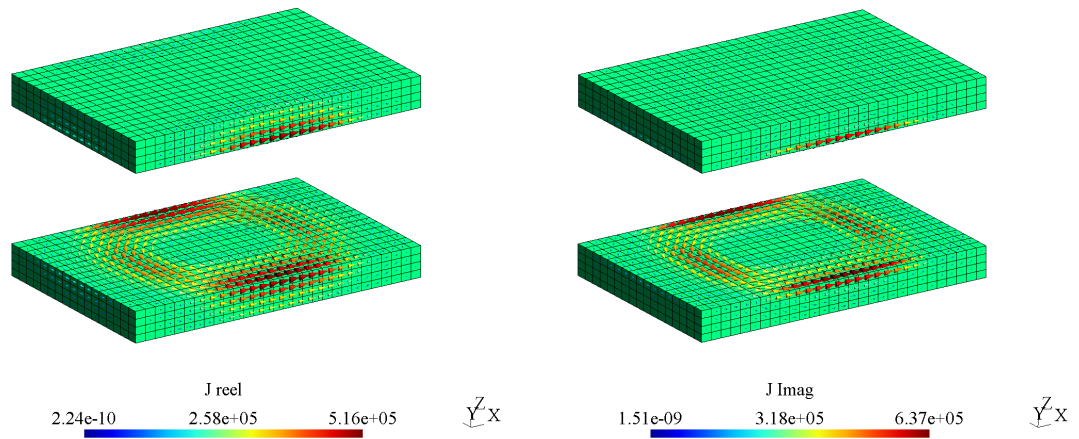 J reel
2.24e-10 2.58e+05 5.16e+05
Z
Y X
J Imag
1.51e-09 3.18e+05 6.37e+05
Z
Y X